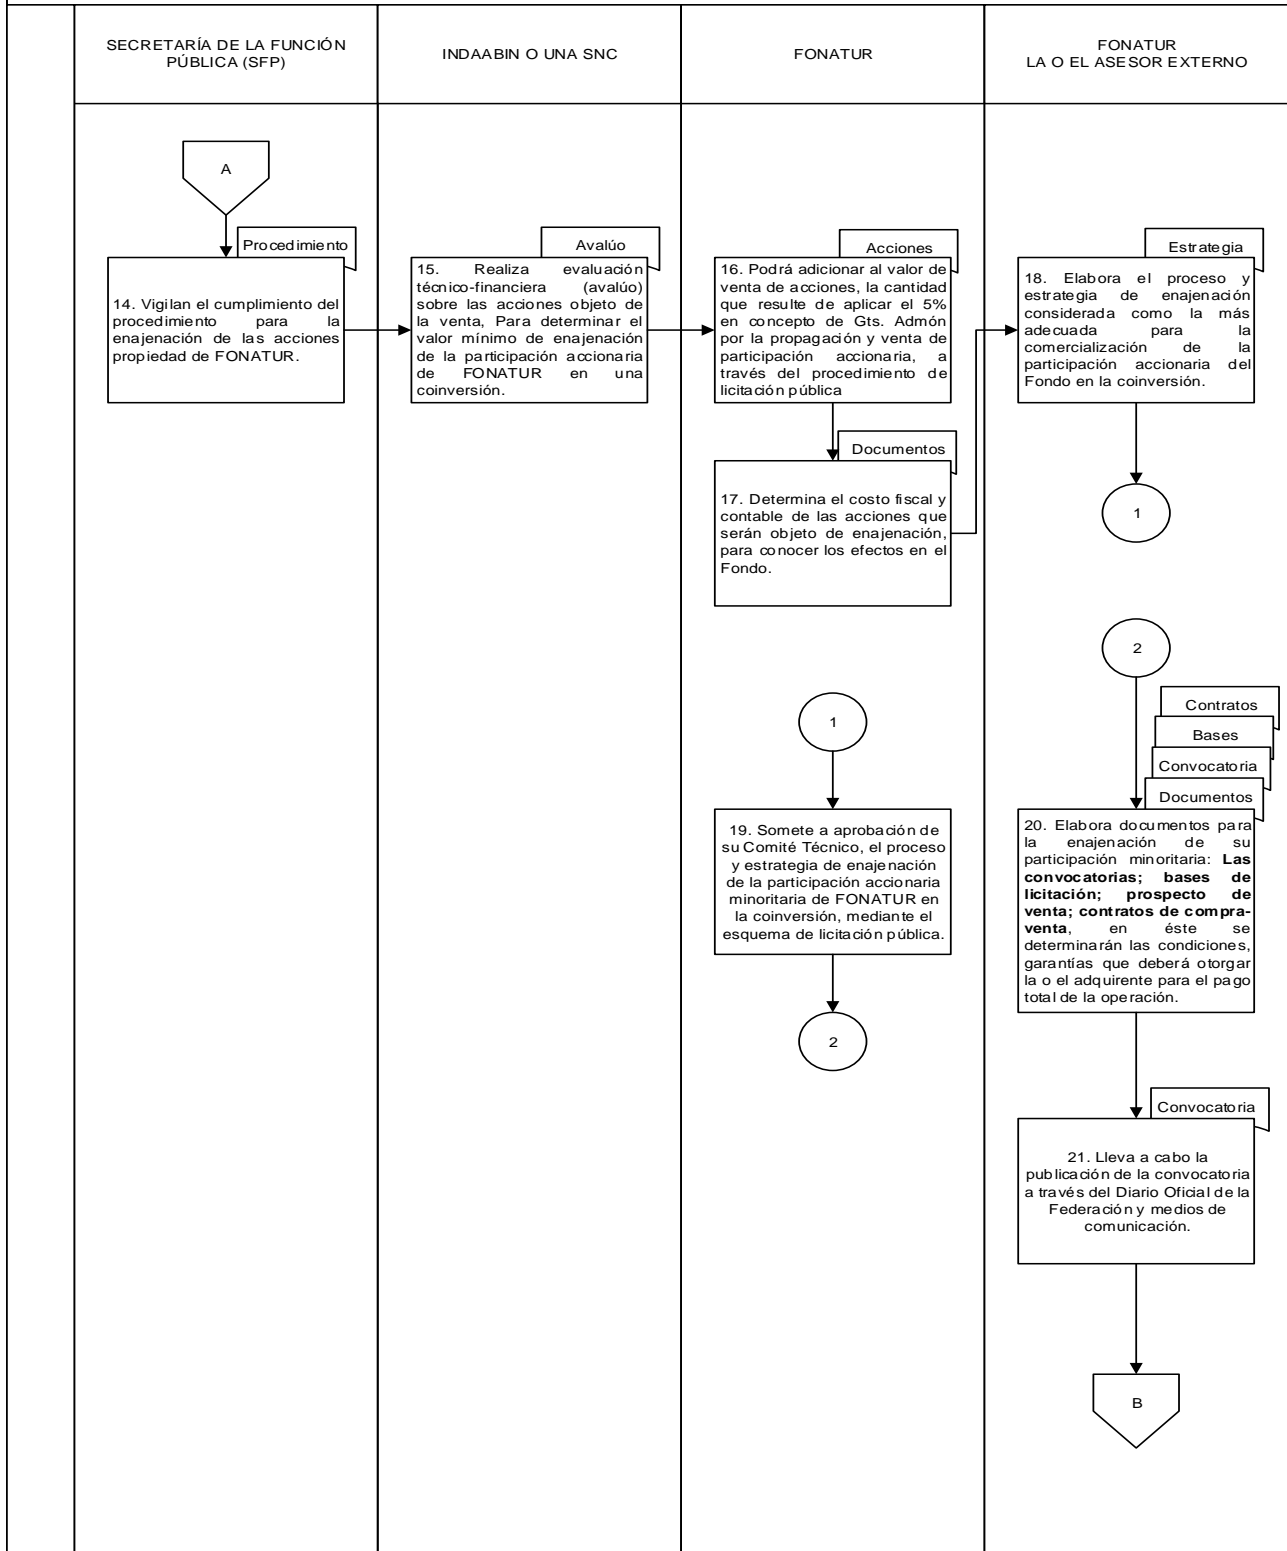 SECRETARÍA DE LA FUNCIÓN
PÚBLICA (SFP)
INDAABIN O UNA SNC
FONATUR
FONATUR
LA O EL ASESOR EXTERNO
A
Procedimiento
14. Vigilan el cumplimiento del
procedimiento para la
enajenación de las acciones
propiedad de FONATUR.
Avalúo
15. Realiza evaluación
técnico-financiera (avalúo)
sobre las acciones objeto de
la venta, Para determinar el
valor mínimo de enajenación
de la participación accionaria
de FONATUR en una
coinversión.
Acciones
16. Podrá adicionar al valor de
venta de acciones, la cantidad
que resulte de aplicar el 5%
en concepto de Gts. Admón
por la propagación y venta de
participación accionaria, a
través del procedimiento de
licitación pública
Documentos
17. Determina el costo fiscal y
contable de las acciones que
serán objeto de enajenación,
para conocer los efectos en el
Fondo.
Estrategia
18. Elabora el proceso y
estrategia de enajenación
considerada como la más
adecuada para la
comercialización de la
participación accionaria del
Fondo en la coinversión.
1
1
19. Somete a aprobación de
su Comité Técnico, el proceso
y estrategia de enajenación
de la participación accionaria
minoritaria de FONATUR en
la coinversión, mediante el
esquema de licitación pública.
2
2
Contratos
Bases
Convocatoria
Documentos
20. Elabora documentos para
la enajenación de su
participación minoritaria: Las
convocatorias; bases de
licitación; prospecto de
venta; contratos de compra-
venta, en éste se
determinarán las condiciones,
garantías que deberá otorgar
la o el adquirente para el pago
total de la operación.
Convocatoria
21. Lleva a cabo la
publicación de la convocatoria
a través del Diario Oficial de la
Federación y medios de
comunicación.
B